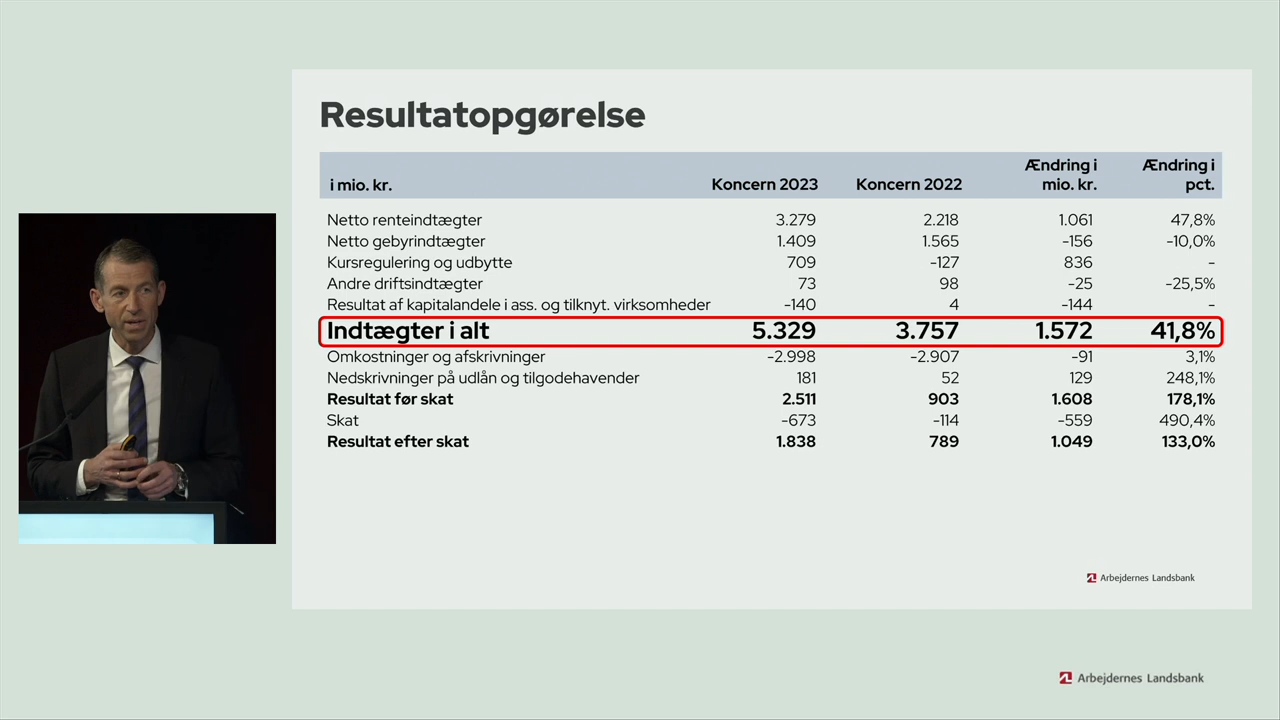 Resultatopgørelse
i mio. kr. Koncern 2023 Koncern 2022 Ændring i mio. kr. Ændring i pct.
Netto renteindtægter 3.279 2.218 1.061 47,8%
Netto gebyrindtægter 1.409 1.565 -156 -10,0%
Kursregulering og udbytte 709 -127 836 -
Andre driftsindtægter 73 98 -25 -25,5%
Resultat af kapitalandele i ass. og tilknyt. virksomheder -140 4 -144 -
Indtægter i alt 5.329 3.757 1.572 41,8%
Omkostninger og afskrivninger -2.998 -2.907 -91 3,1%
Nedskrivninger på udlån og tilgodehavender 181 52 129 248,1%
Resultat før skat 2.511 903 1.608 178,1%
Skat -673 -114 -559 490,4%
Resultat efter skat 1.838 789 1.049 133,0%
Arbejdernes Landsbank
Arbejdernes Landsbank